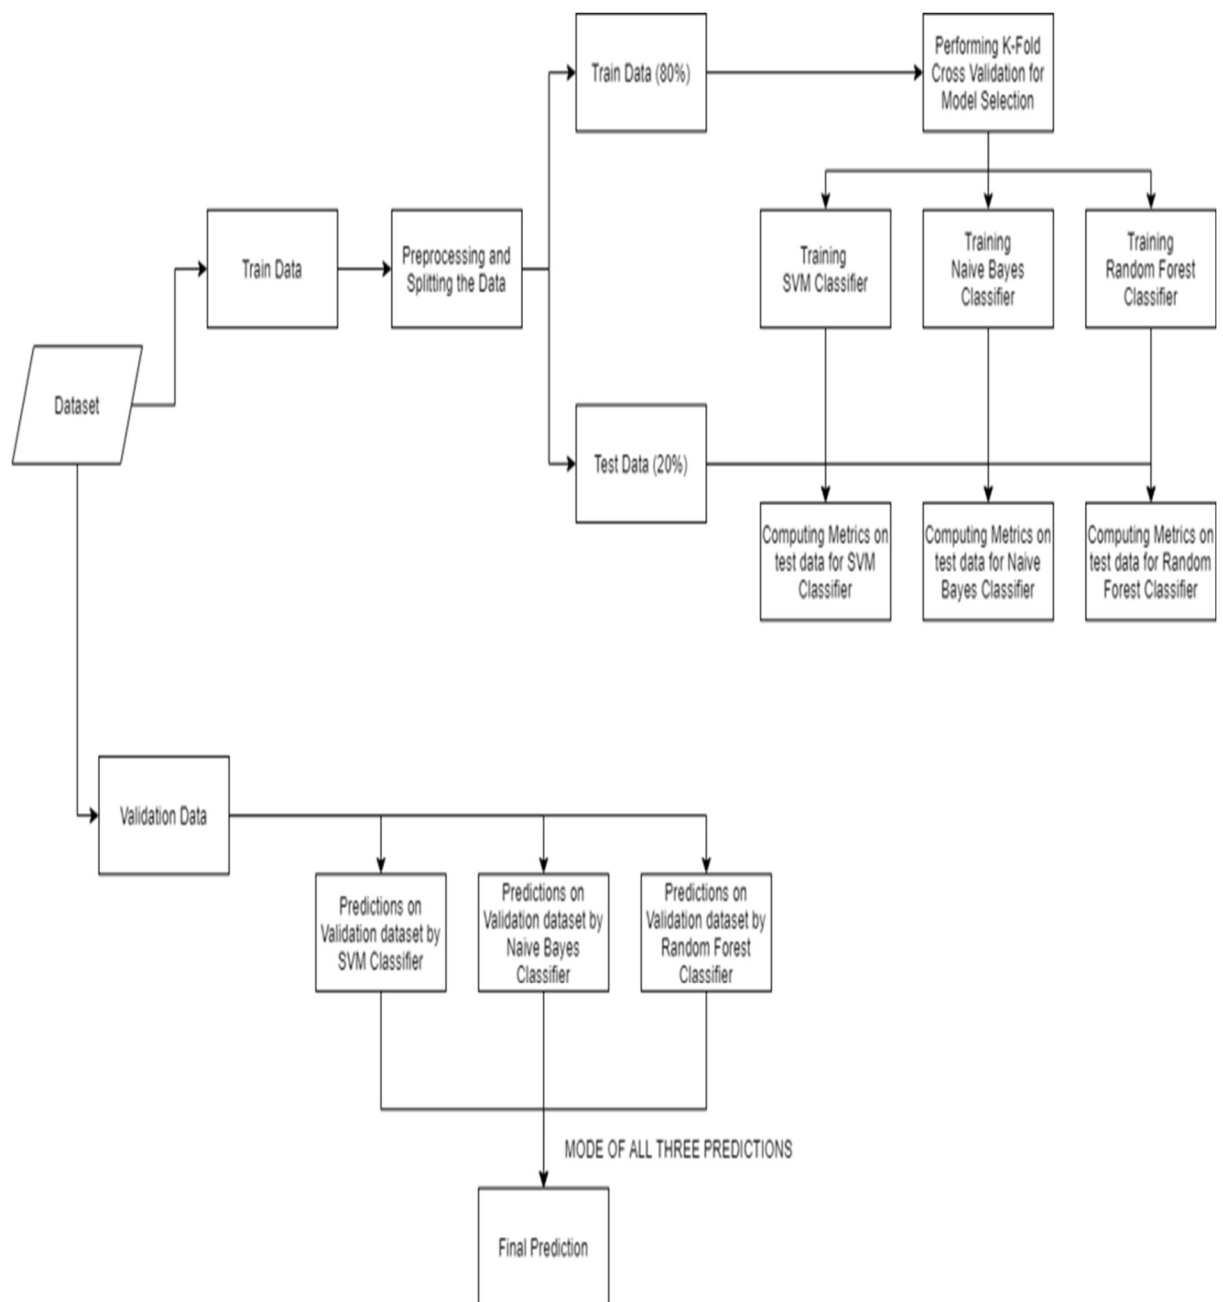 Train Data (80%)
Performing K-Fold
Cross Validation for
Model Selection
Train Data
Preprocessing and
Splitting the Data
Training
SVM Classifier
Training
Naive Bayes
Classifier
Training
Random Forest
Classifier
Dataset
Test Data (20%)
Computing Metrics on
test data for SVM
Classifier
Computing Metrics on
test data for Naive
Bayes Classifier
Computing Metrics on
test data for Random
Forest Classifier
Validation Data
Predictions on
Validation dataset by
SVM Classifier
Predictions on
Validation dataset by
Naive Bayes
Classifier
Predictions on
Validation dataset by
Random Forest
Classifier
MODE OF ALL THREE PREDICTIONS
Final Prediction